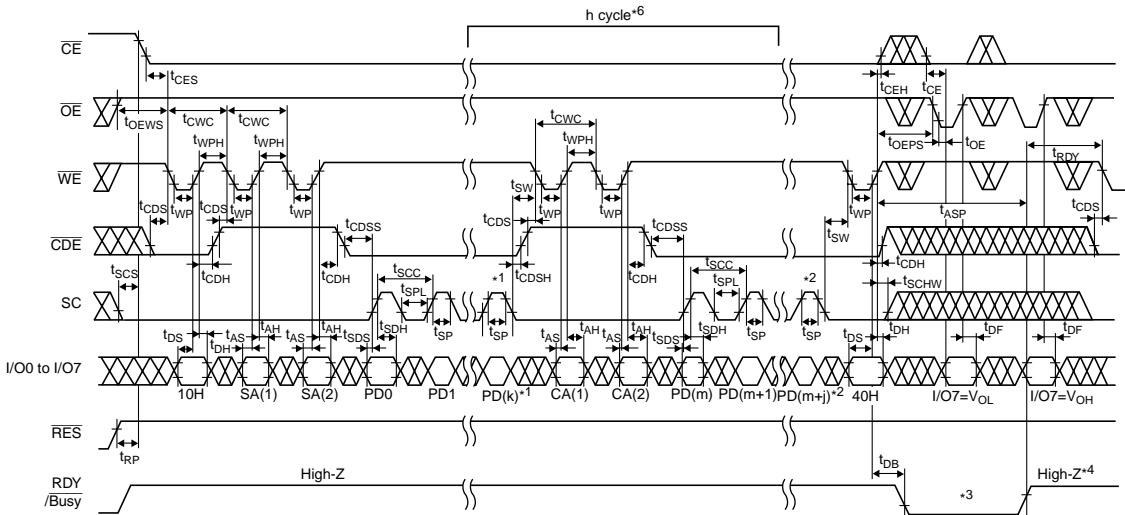 h cycle*6
CE
tCES
tCEH
tCE
OE
tOEWS
tCWC
tCWC
tCWC
tOEPS
tOE
tWPH
tWPH
tWPH
tRDY
WE
tWP
tWP
tWP
tSW
tWP
tWP
tWP
tCDS
tCDS
tCDS
tSW
tASP
tCDS
CDE
tCDSS
tCDSS
tCDH
tCDH
tCDSH
tCDH
tCDH
tSCS
tSCC
*1
tSCC
*2
tSCHW
SC
tSPL
tSPL
tSP
tSP
tSP
tSP
tDS
tDH
tAS
tAH
tAS
tAH
tSDS
tSDH
tAS
tAH
tAS
tAH
tSDS
tSDH
tDS
tDH
tDF
tDF
I/O0 to I/O7
10H
SA(1)
SA(2)
PD0
PD1
PD(k)*1
CA(1)
CA(2)
PD(m)
PD(m+1)
PD(m+j)*2
40H
I/O7=VOL
I/O7=VOH
RES
tRP
tDB
RDY
/Busy
High-Z
*3
High-Z*4